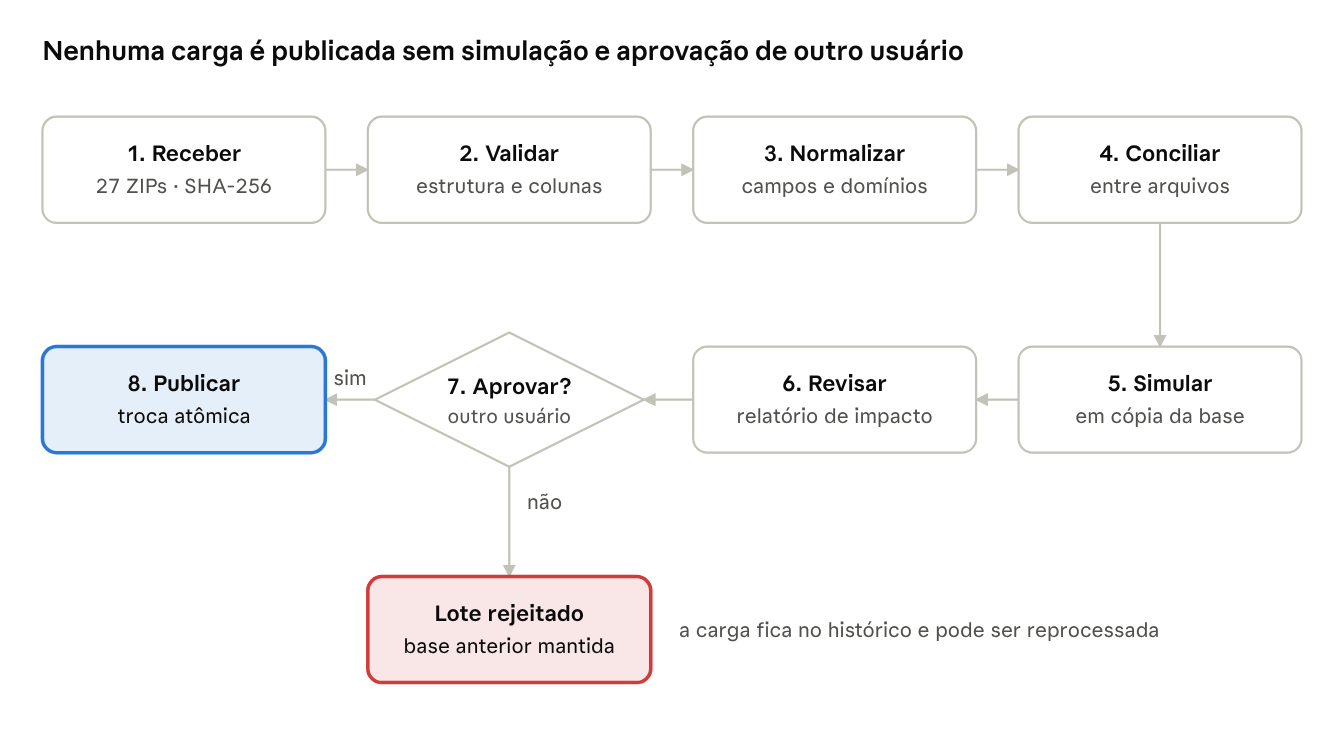 Nenhuma carga é publicada sem simulação e aprovação de outro usuário
1. Receber
27 ZIPs · SHA-256
2. Validar
estrutura e colunas
3. Normalizar
campos e domínios
4. Conciliar
entre arquivos
5. Simular
em cópia da base
6. Revisar
relatório de impacto
7. Aprovar?
outro usuário
sim
8. Publicar
troca atômica
não
Lote rejeitado
base anterior mantida
a carga fica no histórico e pode ser reprocessada